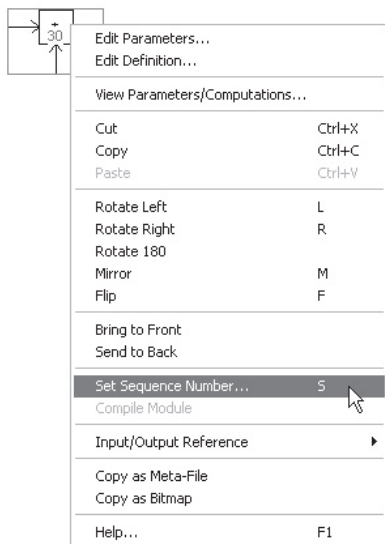 +
30
Edit Parameters...
Edit Definition...
View Parameters/Computations...
Cut Ctrl+X
Copy Ctrl+C
Paste Ctrl+V
Rotate Left L
Rotate Right R
Rotate 180
Mirror M
Flip F
Bring to Front
Send to Back
Set Sequence Number... S
Compile Module
Input/Output Reference
Copy as Meta-File
Copy as Bitmap
Help... F1